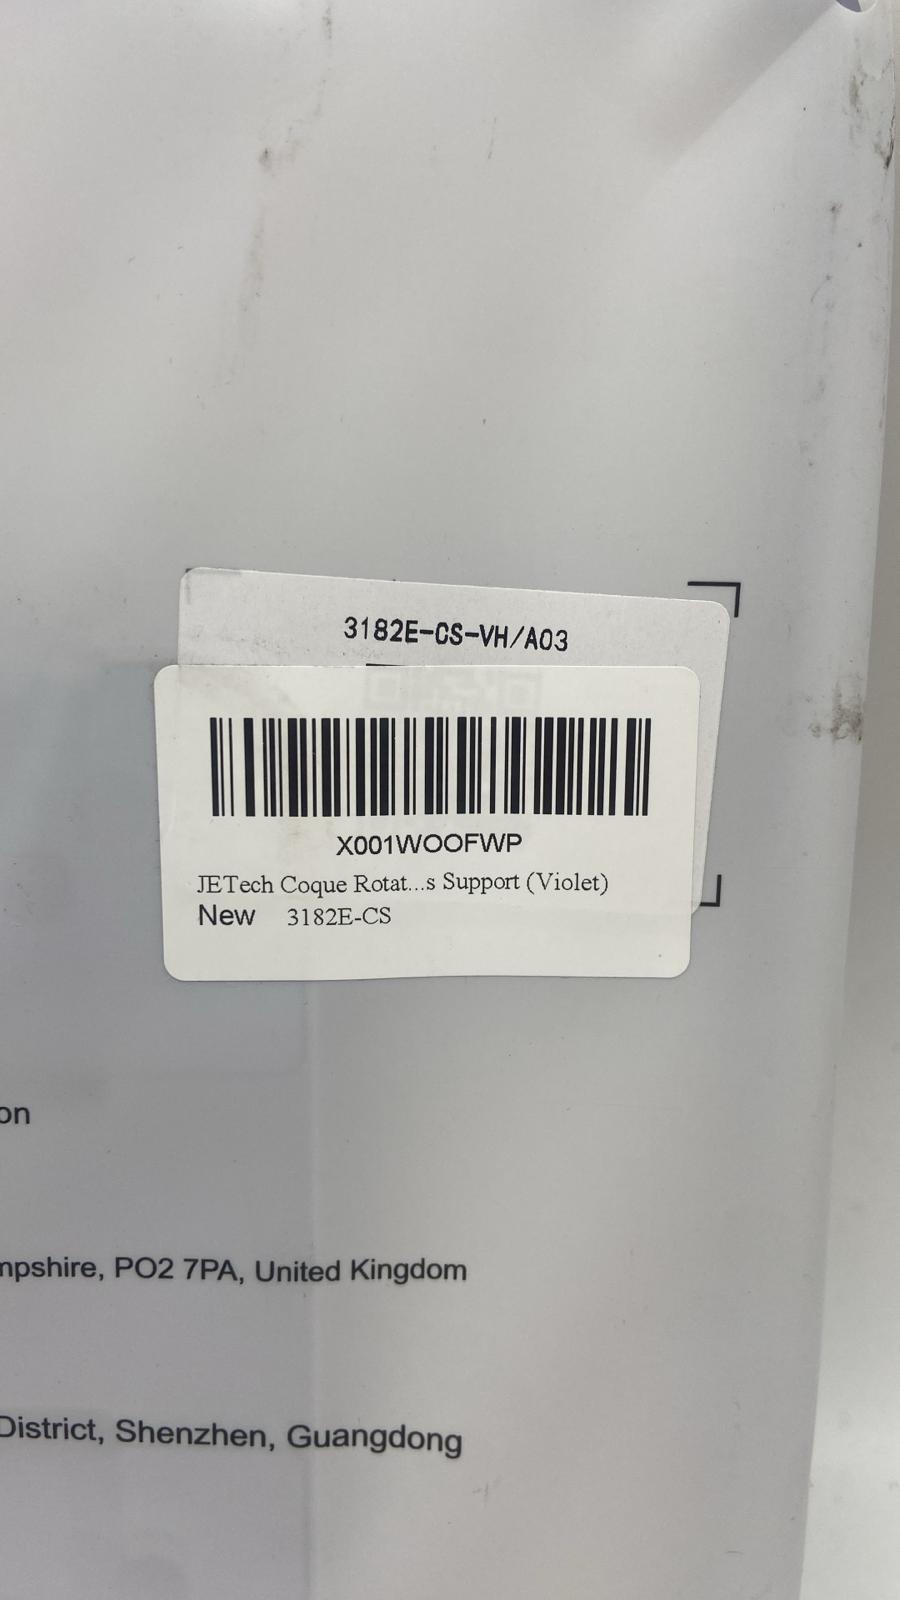 3182E-CS-VH/A03
X001WOOFWP
JETech Coque Rotat...s Support (Violet)
New 3182E-CS
on
mpshire, PO2 7PA, United Kingdom
District, Shenzhen, Guangdong